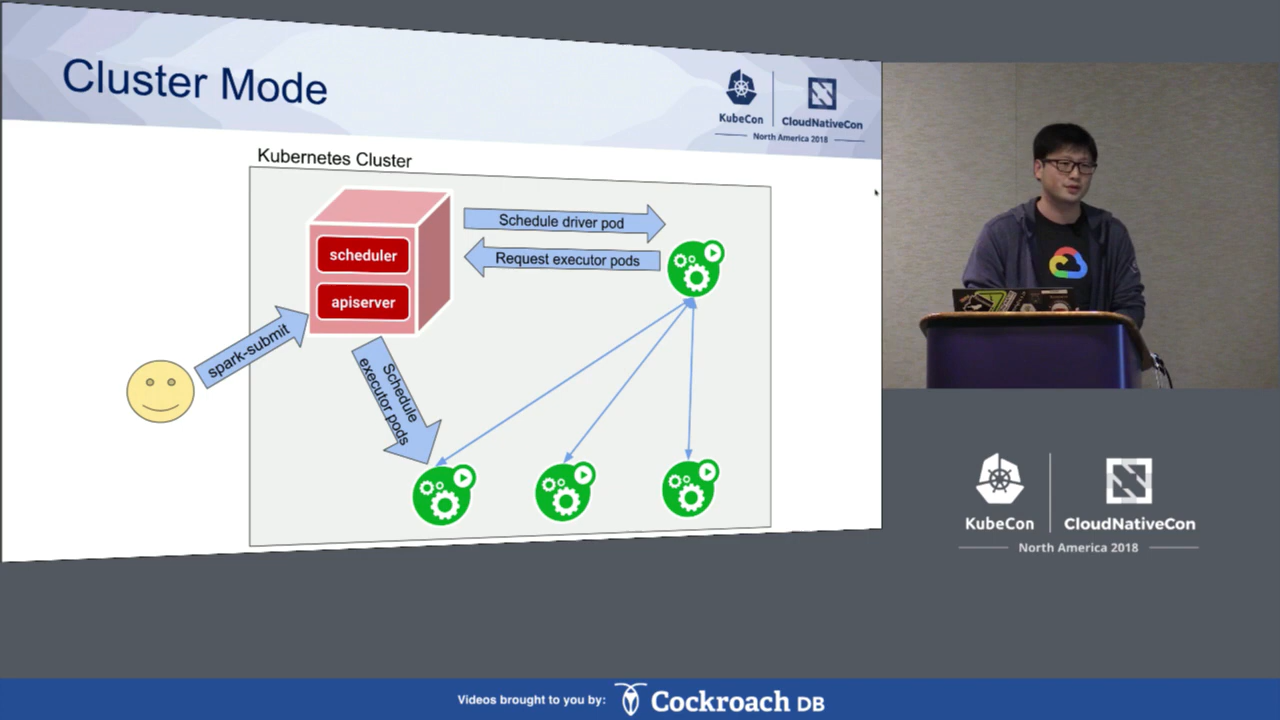 Cluster Mode
KubeCon
CloudNativeCon
North America 2018
Kubernetes Cluster
Schedule driver pod
Request executor pods
scheduler
apiserver
spark-submit
Schedule
executor pods
KubeCon
CloudNativeCon
North America 2018
Videos brought to you by:
Cockroach DB